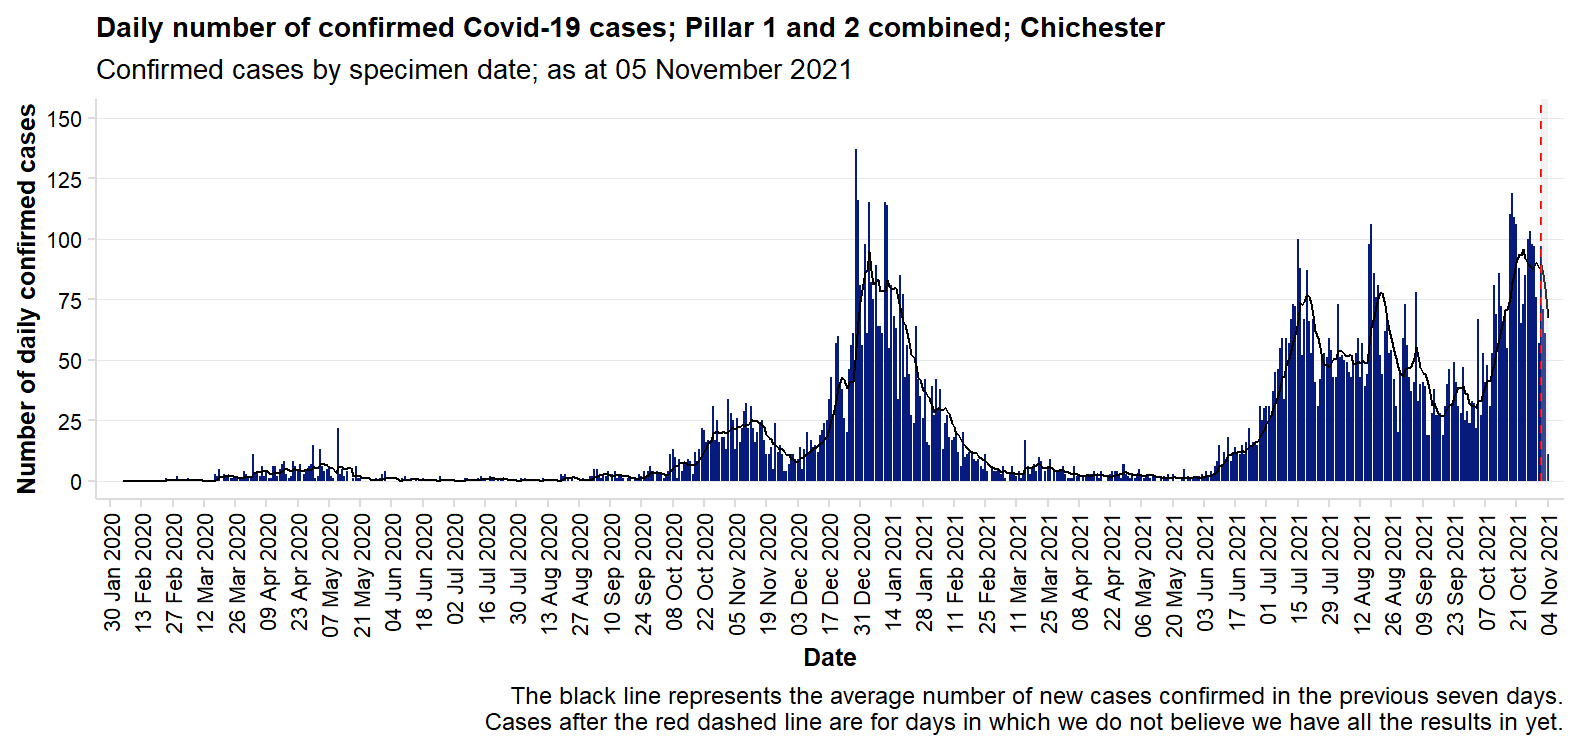 Daily number of confirmed Covid-19 cases; Pillar 1 and 2 combined; Chichester
Confirmed cases by specimen date; as at 05 November 2021
Number of daily confirmed cases
150
125
100
75
50
25
0
30 Jan 2020
13 Feb 2020
27 Feb 2020
12 Mar 2020
26 Mar 2020
09 Apr 2020
23 Apr 2020
07 May 2020
21 May 2020
04 Jun 2020
18 Jun 2020
02 Jul 2020
16 Jul 2020
30 Jul 2020
13 Aug 2020
27 Aug 2020
10 Sep 2020
24 Sep 2020
08 Oct 2020
22 Oct 2020
05 Nov 2020
19 Nov 2020
03 Dec 2020
17 Dec 2020
31 Dec 2020
14 Jan 2021
28 Jan 2021
11 Feb 2021
25 Feb 2021
11 Mar 2021
25 Mar 2021
08 Apr 2021
22 Apr 2021
06 May 2021
20 May 2021
03 Jun 2021
17 Jun 2021
01 Jul 2021
15 Jul 2021
29 Jul 2021
12 Aug 2021
26 Aug 2021
09 Sep 2021
23 Sep 2021
07 Oct 2021
21 Oct 2021
04 Nov 2021
Date
The black line represents the average number of new cases confirmed in the previous seven days.
Cases after the red dashed line are for days in which we do not believe we have all the results in yet.